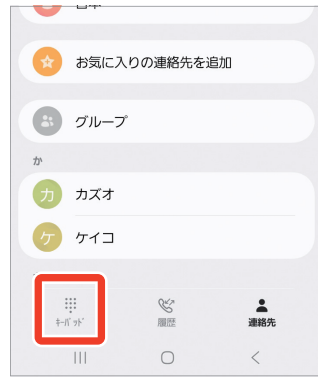 お気に入りの連絡先を追加
グループ
か
カ カズオ
ケ ケイコ
ｷｰﾊﾟｯﾄﾞ 履歴 連絡先